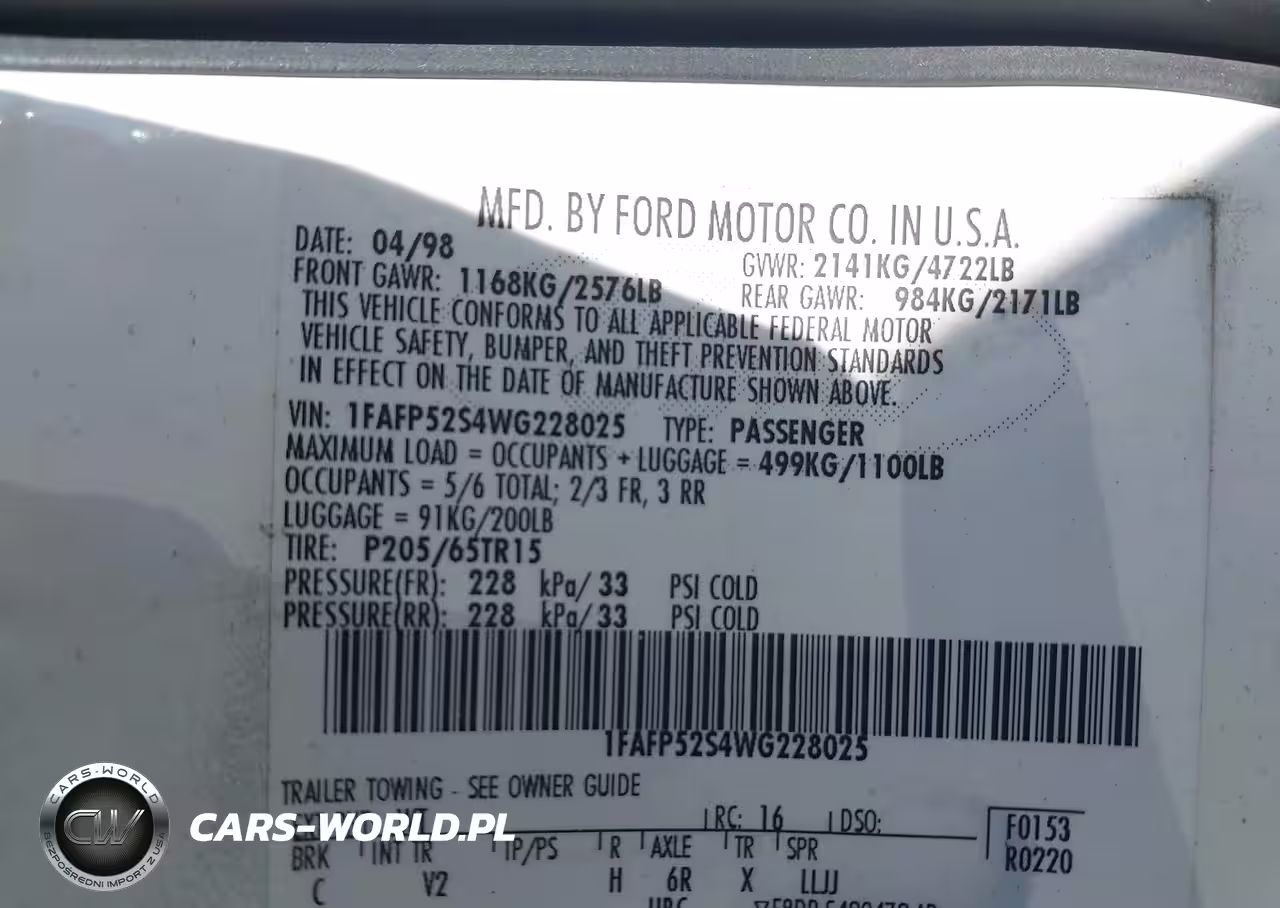 MFD. BY FORD MOTOR CO. IN U.S.A.
DATE: 04/98 GVWR: 2141KG/4722LB
FRONT GAWR: 1168KG/2576LB REAR GAWR: 984KG/2171LB
THIS VEHICLE CONFORMS TO ALL APPLICABLE FEDERAL MOTOR
VEHICLE SAFETY, BUMPER, AND THEFT PREVENTION STANDARDS
IN EFFECT ON THE DATE OF MANUFACTURE SHOWN ABOVE.
VIN: 1FAFP52S4WG228025 TYPE: PASSENGER
MAXIMUM LOAD = OCCUPANTS + LUGGAGE = 499KG/1100LB
OCCUPANTS = 5/6 TOTAL; 2/3 FR, 3 RR
LUGGAGE = 91KG/200LB
TIRE: P205/65TR15
PRESSURE(FR): 228 kPa/ 33 PSI COLD
PRESSURE(RR): 228 kPa/ 33 PSI COLD
1FAFP52S4WG228025
TRAILER TOWING - SEE OWNER GUIDE
RC: 16 DSO: F0153
BRK INT TR TP/PS R AXLE TR SPR R0220
C V2 H 6R X LLJJ
CARS-WORLD
CW
BEZPOŚREDNI IMPORT Z USA
CARS-WORLD.PL